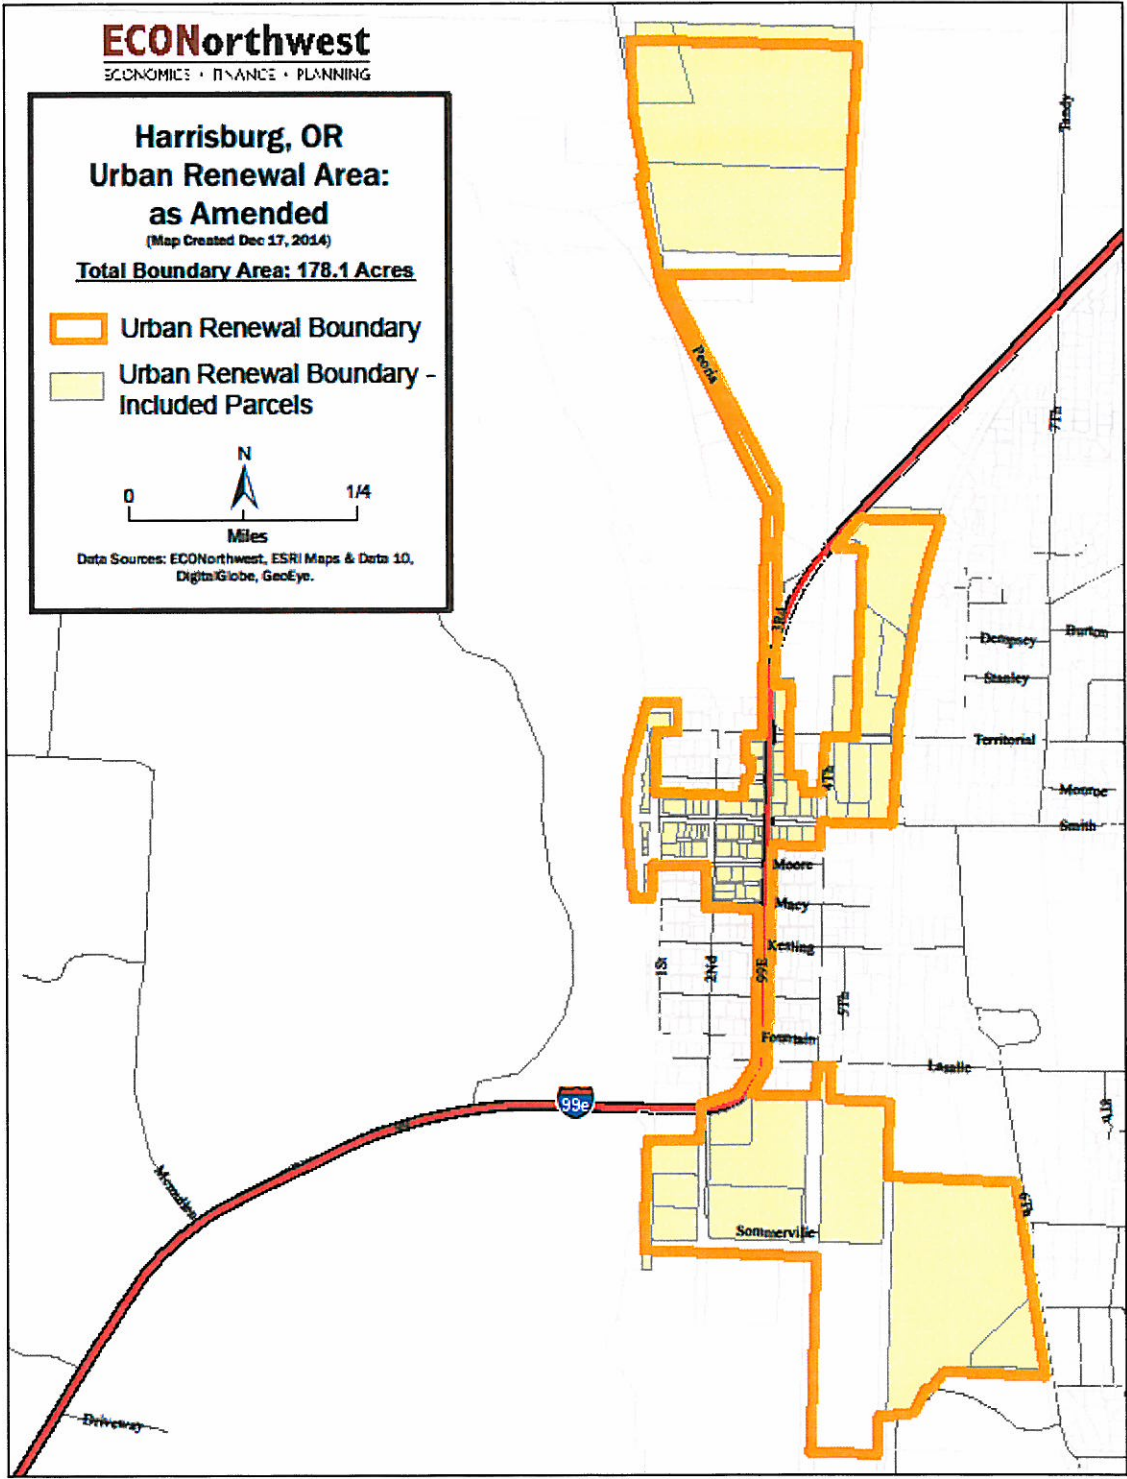 ECONorthwest
ECONOMICS • FINANCE • PLANNING
Harrisburg, OR
Urban Renewal Area:
as Amended
(Map Created Dec 17, 2014)
Total Boundary Area: 178.1 Acres
Urban Renewal Boundary
Urban Renewal Boundary -
Included Parcels
N
0 1/4
Miles
Data Sources: ECONorthwest, ESRI Maps & Data 10,
DigitalGlobe, GeoEye.
Tandy
Peoria
7Th
3Rd
Dempsey
Burton
Stanley
Territorial
4Th
Monroe
Smith
Moore
Macy
Kesling
1St
2Nd
99E
5Th
Fountain
Lasalle
99e
6Th
Sommerville
Driveway